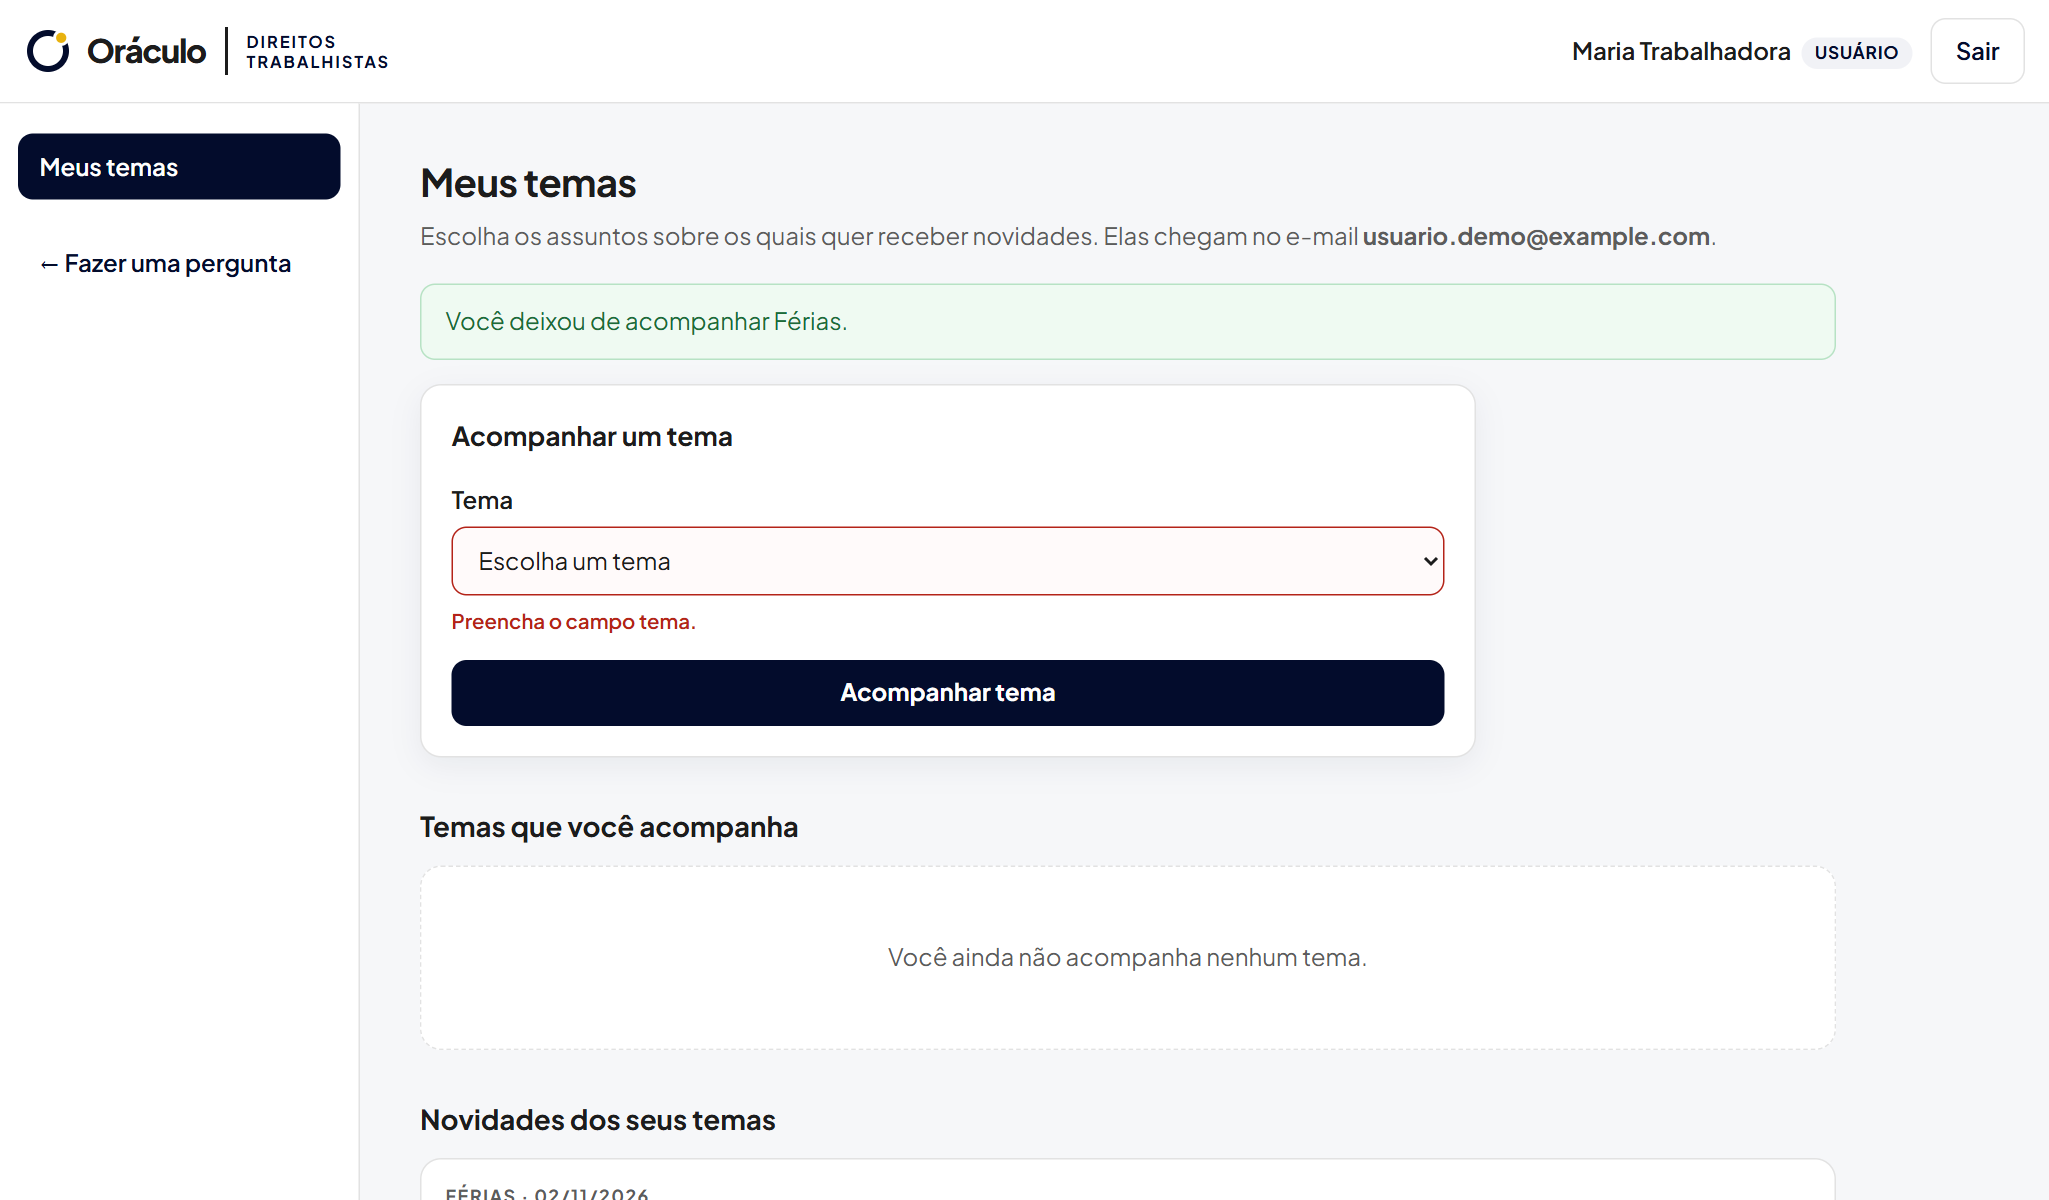 Oráculo
DIREITOS
TRABALHISTAS
Maria Trabalhadora
USUÁRIO
Sair
Meus temas
← Fazer uma pergunta
Meus temas
Escolha os assuntos sobre os quais quer receber novidades. Elas chegam no e-mail usuario.demo@example.com.
Você deixou de acompanhar Férias.
Acompanhar um tema
Tema
Escolha um tema
Preencha o campo tema.
Acompanhar tema
Temas que você acompanha
Você ainda não acompanha nenhum tema.
Novidades dos seus temas
FÉRIAS · 02/11/2026